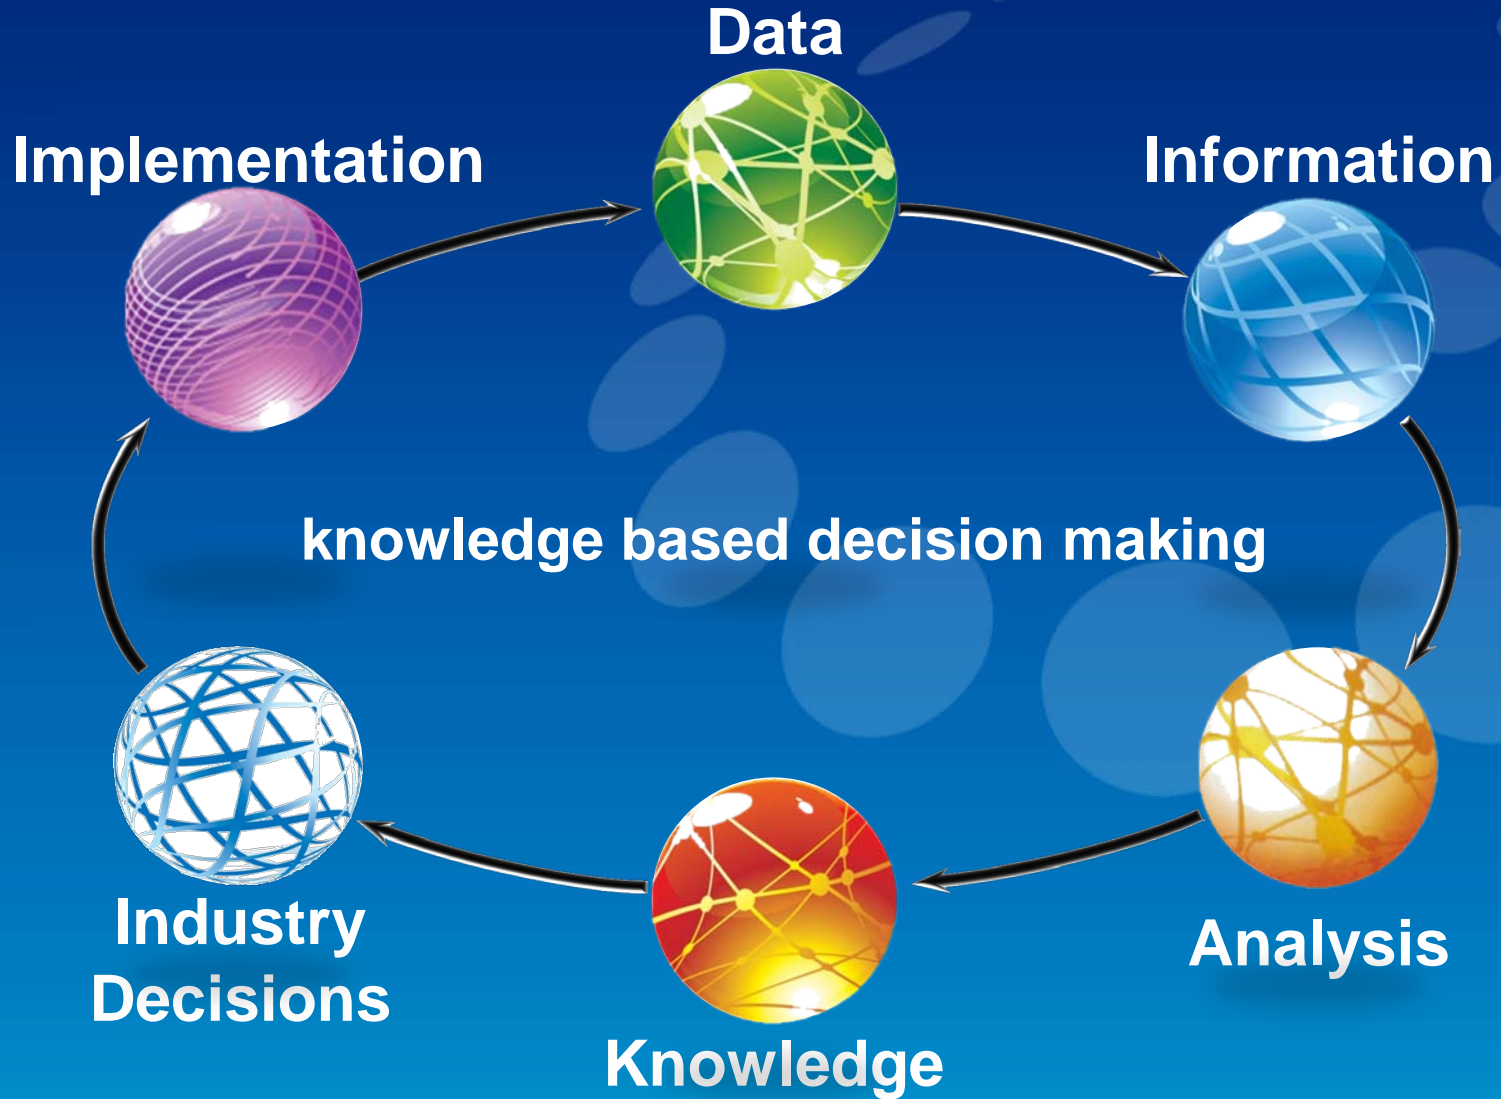 Data
Implementation
Information
knowledge based decision making
Industry
Decisions
Analysis
Knowledge